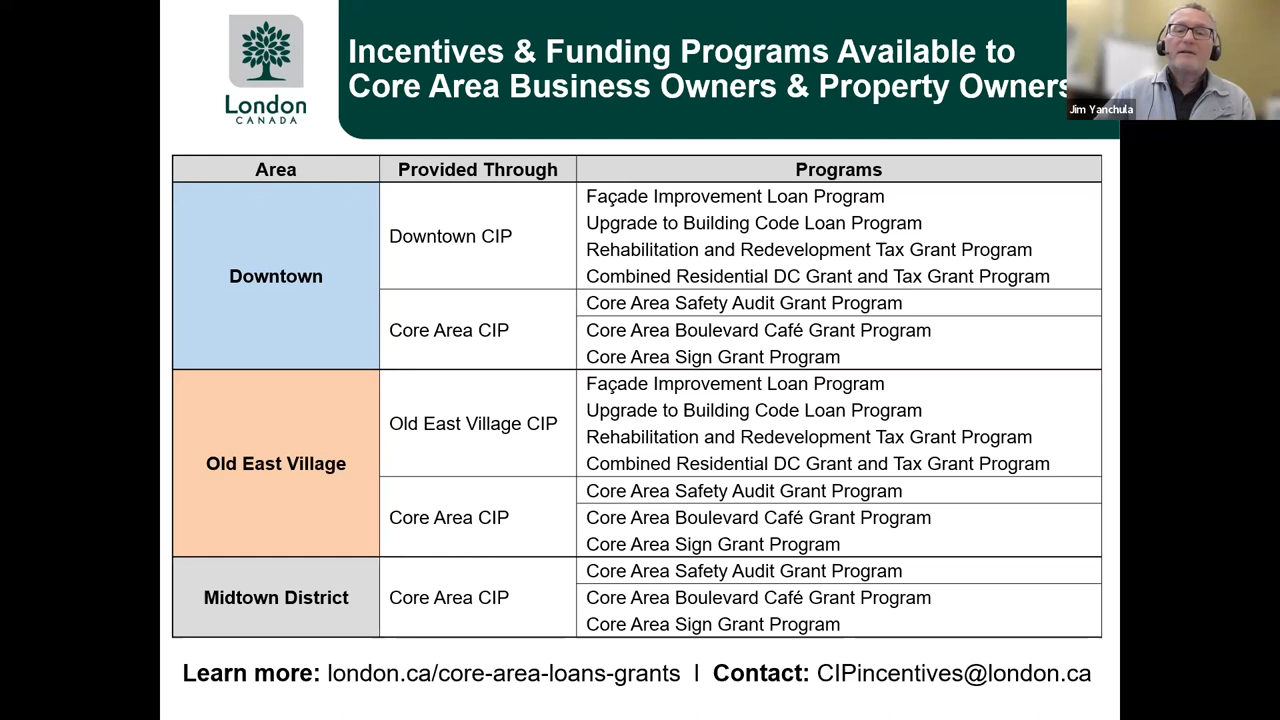 London
CANADA
Incentives & Funding Programs Available to
Core Area Business Owners & Property Owners
Jim Yanchula
Area
Provided Through
Programs
Downtown
Downtown CIP
Façade Improvement Loan Program
Upgrade to Building Code Loan Program
Rehabilitation and Redevelopment Tax Grant Program
Combined Residential DC Grant and Tax Grant Program
Core Area CIP
Core Area Safety Audit Grant Program
Core Area Boulevard Café Grant Program
Core Area Sign Grant Program
Old East Village
Old East Village CIP
Façade Improvement Loan Program
Upgrade to Building Code Loan Program
Rehabilitation and Redevelopment Tax Grant Program
Combined Residential DC Grant and Tax Grant Program
Core Area CIP
Core Area Safety Audit Grant Program
Core Area Boulevard Café Grant Program
Core Area Sign Grant Program
Midtown District
Core Area CIP
Core Area Safety Audit Grant Program
Core Area Boulevard Café Grant Program
Core Area Sign Grant Program
Learn more: london.ca/core-area-loans-grants I Contact: CIPincentives@london.ca